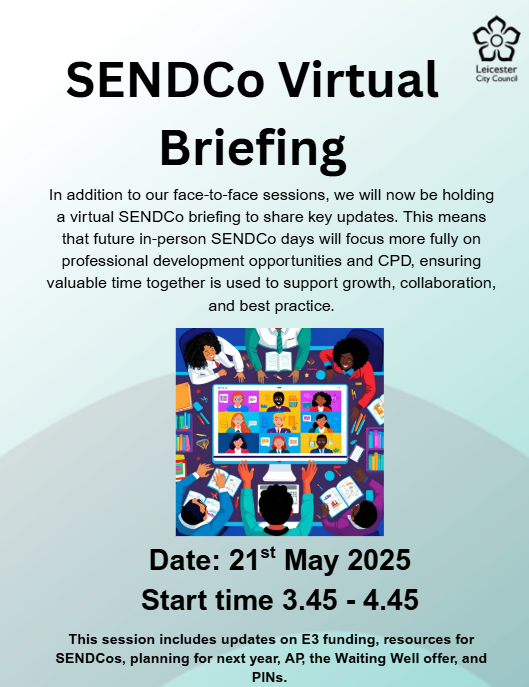 Leicester
City Council
SENDCo Virtual
Briefing
In addition to our face-to-face sessions, we will now be holding
a virtual SENDCo briefing to share key updates. This means
that future in-person SENDCo days will focus more fully on
professional development opportunities and CPD, ensuring
valuable time together is used to support growth, collaboration,
and best practice.
Date: 21st May 2025
Start time 3.45 - 4.45
This session includes updates on E3 funding, resources for
SENDCos, planning for next year, AP, the Waiting Well offer, and
PINs.